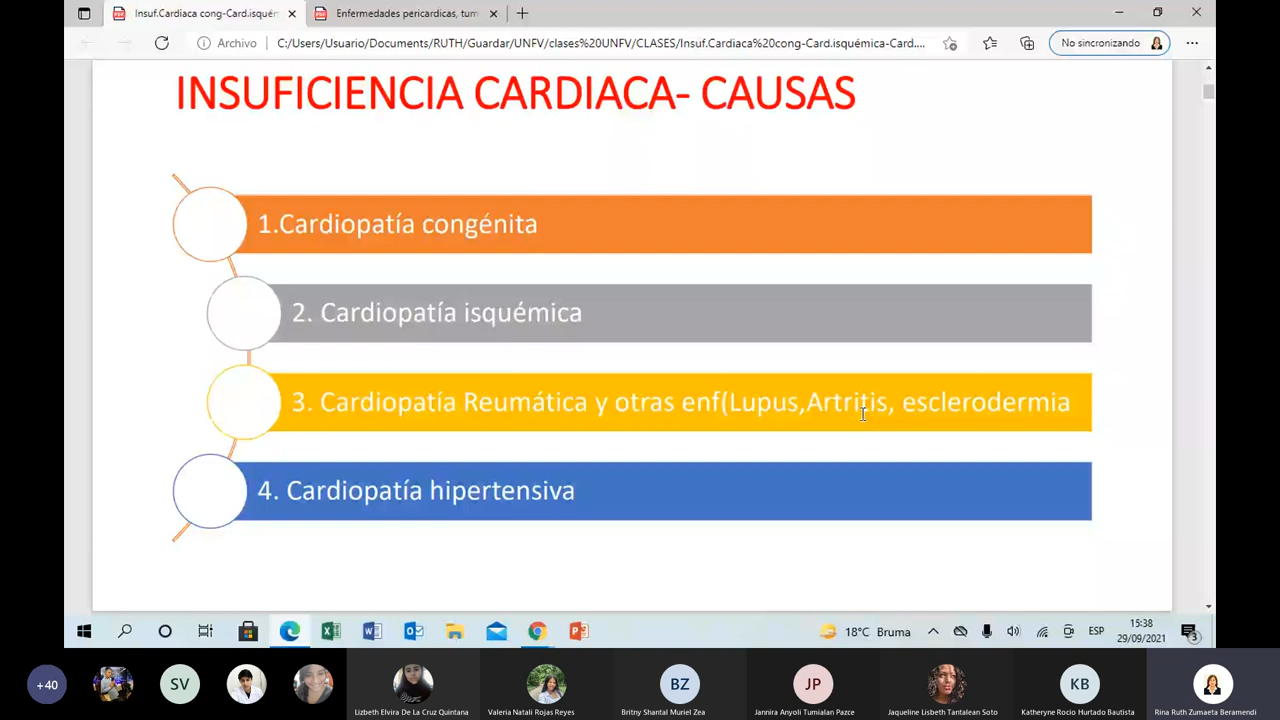 Insuf.Cardiaca cong-Card.isquém
Enfermedades pericardicas, tum
Archivo
C:/Users/Usuario/Documents/RUTH/Guardar/UNFV/clases%20UNFV/CLASES/Insuf.Cardiaca%20cong-Card.isquémica-Card....
No sincronizando
INSUFICIENCIA CARDIACA- CAUSAS
1.Cardiopatía congénita
2. Cardiopatía isquémica
3. Cardiopatía Reumática y otras enf(Lupus,Artritis, esclerodermia
4. Cardiopatía hipertensiva
18°C Bruma
ESP
15:38
29/09/2021
3
+40
SV
BZ
JP
KB
Lizbeth Elvira De La Cruz Quintana
Valeria Natali Rojas Reyes
Britny Shantal Muriel Zea
Jannira Anyoli Tumialan Pazce
Jaqueline Lisbeth Tantalean Soto
Katheryne Rocio Hurtado Bautista
Rina Ruth Zumaeta Beramendi